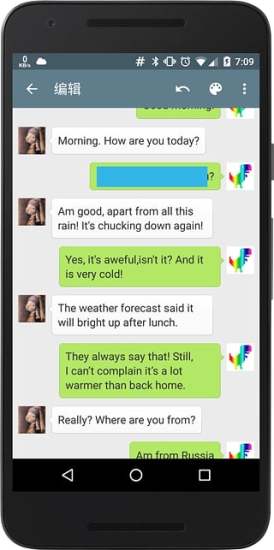 0
KB/s
# 7:09
编辑
Good morning!
Morning. How are you today?
?
Am good, apart from all this
rain! It's chucking down again!
Yes, it's aweful,isn't it? And it
is very cold!
The weather forecast said it
will bright up after lunch.
They always say that! Still,
I can't complain it's a lot
warmer than back home.
Really? Where are you from?
Am from Russia